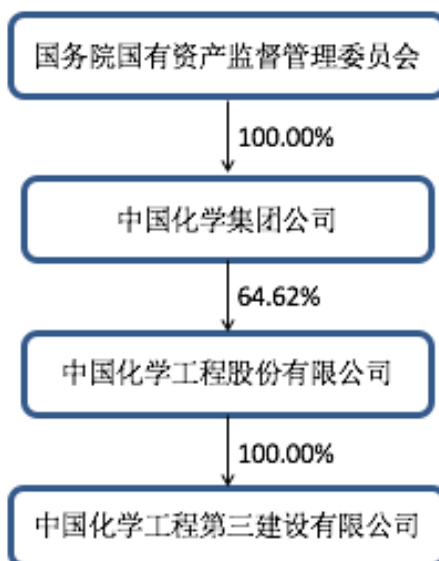 国务院国有资产监督管理委员会
100.00%
中国化学集团公司
64.62%
中国化学工程股份有限公司
100.00%
中国化学工程第三建设有限公司